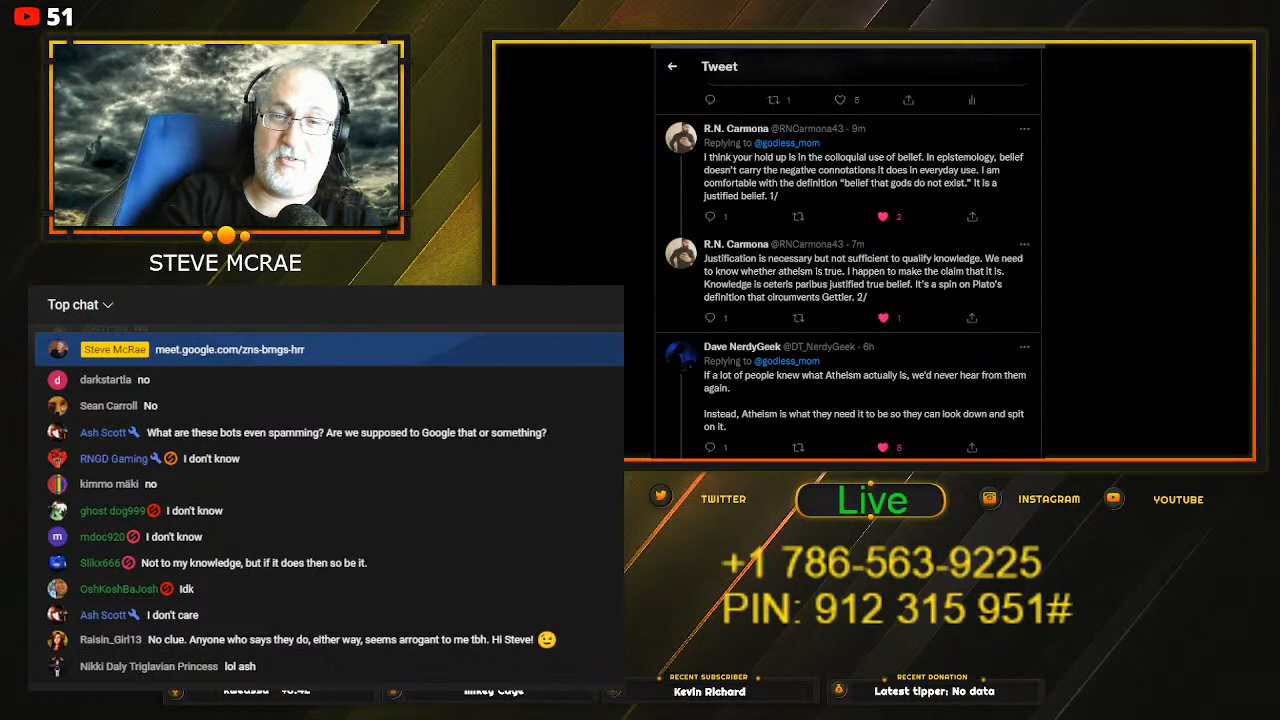 51
STEVE MCRAE
Top chat
Steve McRae meet.google.com/zns-bmgs-hrr
d darkstartla no
Sean Carroll No
Ash Scott What are these bots even spamming? Are we supposed to Google that or something?
RNGD Gaming I don't know
kimmo mäki no
ghost dog999 I don't know
m mdoc920 I don't know
Slikx666 Not to my knowledge, but if it does then so be it.
OshKoshBaJosh Idk
Ash Scott I don't care
Raisin_Girl13 No clue. Anyone who says they do, either way, seems arrogant to me tbh. Hi Steve! 😉
Nikki Daly Triglavian Princess lol ash
Tweet
1 5
R.N. Carmona @RNCarmona43 · 9m
Replying to @godless_mom
I think your hold up is in the colloquial use of belief. In epistemology, belief
doesn't carry the negative connotations it does in everyday use. I am
comfortable with the definition “belief that gods do not exist.” It is a
justified belief. 1/
1 2
R.N. Carmona @RNCarmona43 · 7m
Justification is necessary but not sufficient to qualify knowledge. We need
to know whether atheism is true. I happen to make the claim that it is.
Knowledge is ceteris paribus justified true belief. It's a spin on Plato's
definition that circumvents Gettier. 2/
1 1
Dave NerdyGeek @DT_NerdyGeek · 6h
Replying to @godless_mom
If a lot of people knew what Atheism actually is, we'd never hear from them
again.
Instead, Atheism is what they need it to be so they can look down and spit
on it.
1 8
TWITTER Live INSTAGRAM YOUTUBE
+1 786-563-9225
PIN: 912 315 951#
RECENT SUBSCRIBER
Kevin Richard
RECENT DONATION
Latest tipper: No data